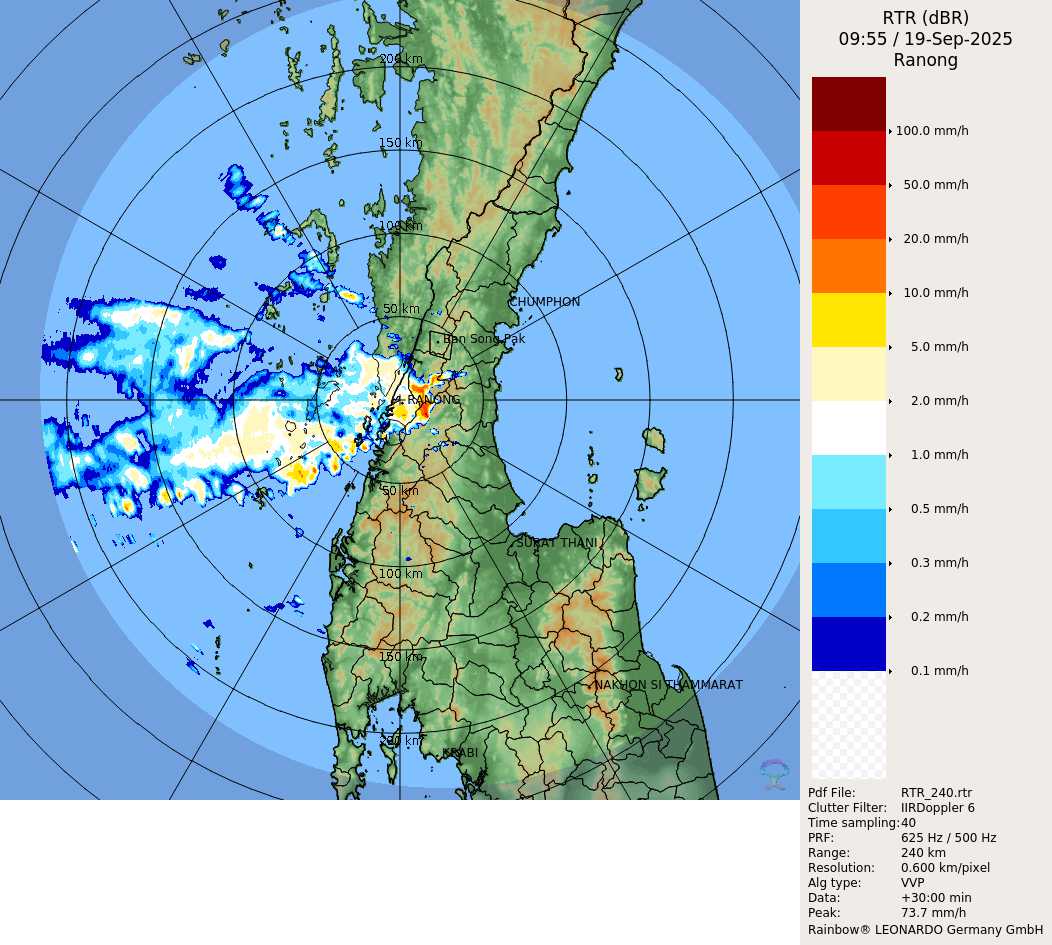 RTR (dBR)
09:55 / 19-Sep-2025
Ranong
200 km
150 km
100 km
50 km
CHUMPHON
Ban Song Pak
RANONG
50 km
SURAT THANI
100 km
150 km
NAKHON SI THAMMARAT
200 km
KRABI
100.0 mm/h
50.0 mm/h
20.0 mm/h
10.0 mm/h
5.0 mm/h
2.0 mm/h
1.0 mm/h
0.5 mm/h
0.3 mm/h
0.2 mm/h
0.1 mm/h
Pdf File: RTR_240.rtr
Clutter Filter: IIRDoppler 6
Time sampling: 40
PRF: 625 Hz / 500 Hz
Range: 240 km
Resolution: 0.600 km/pixel
Alg type: VVP
Data: +30:00 min
Peak: 73.7 mm/h
Rainbow® LEONARDO Germany GmbH